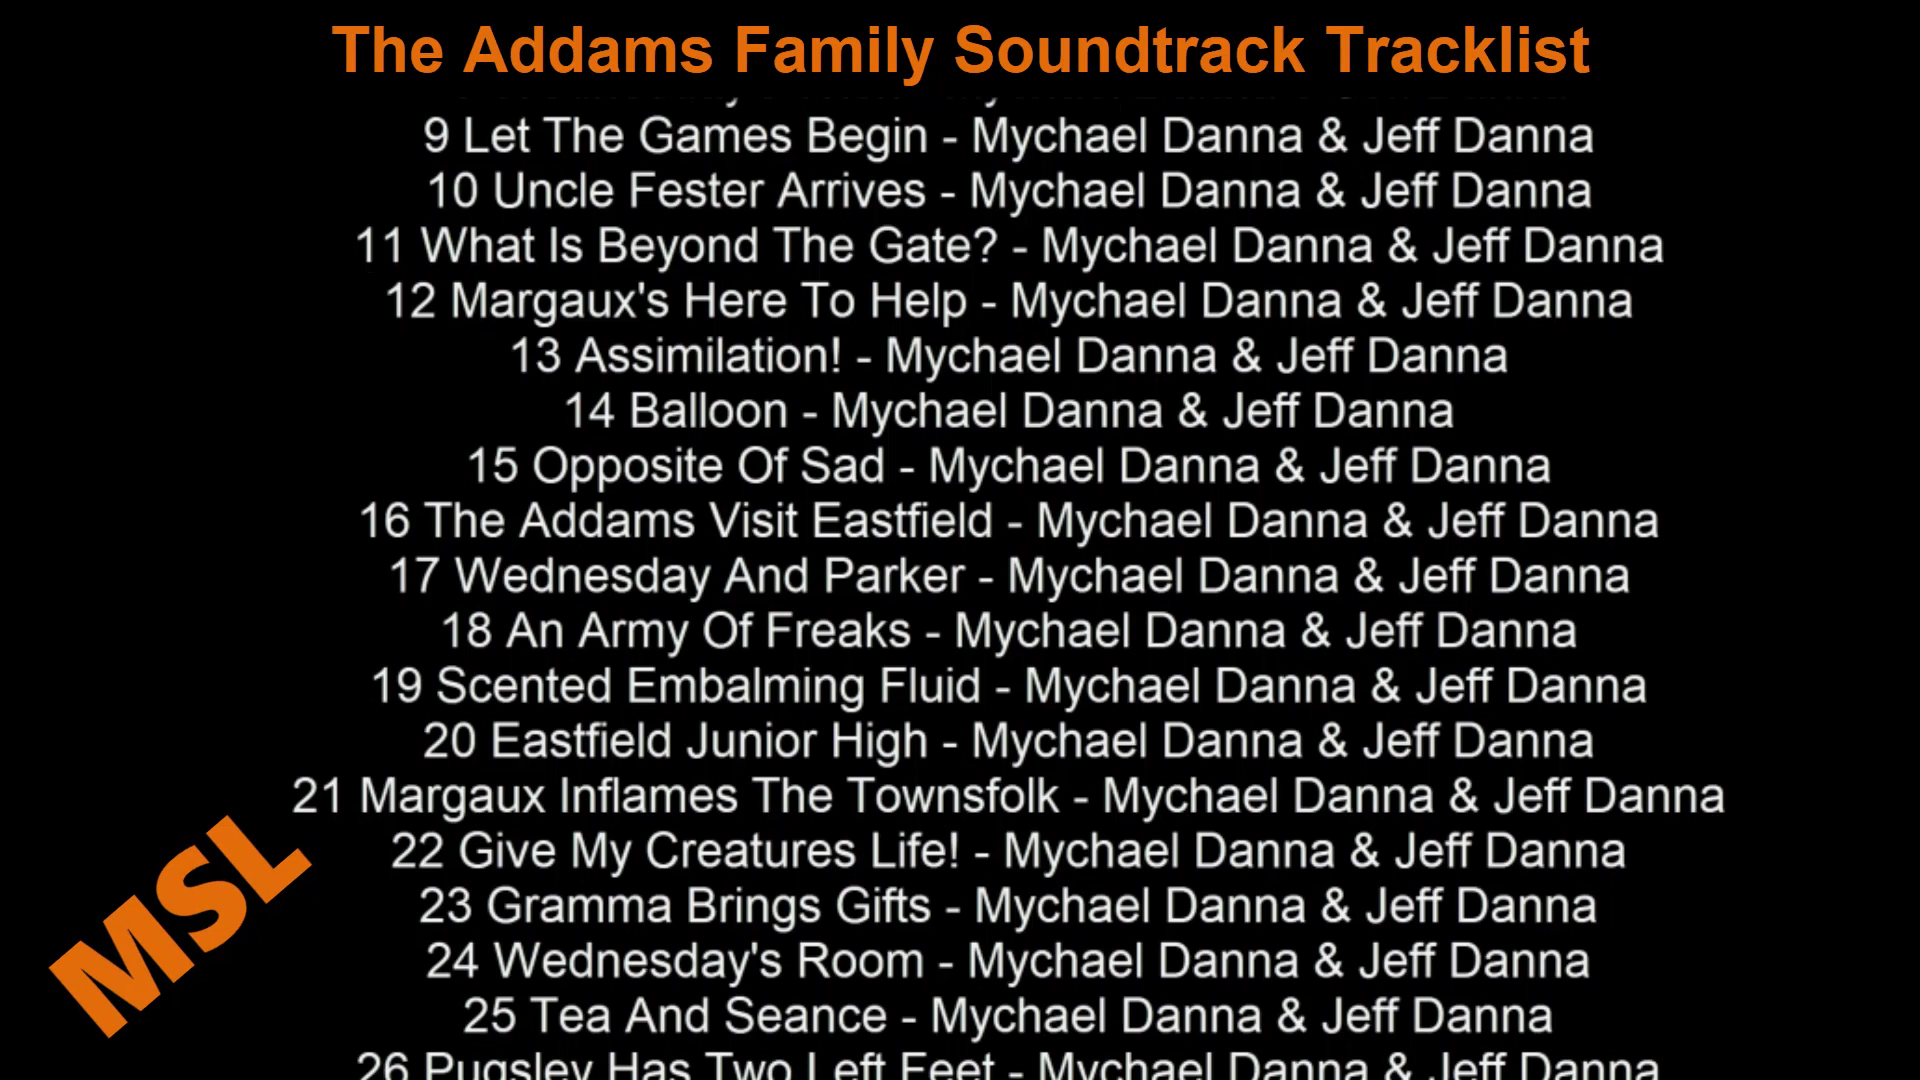 The Addams Family Soundtrack Tracklist
9 Let The Games Begin - Mychael Danna & Jeff Danna
10 Uncle Fester Arrives - Mychael Danna & Jeff Danna
11 What Is Beyond The Gate? - Mychael Danna & Jeff Danna
12 Margaux's Here To Help - Mychael Danna & Jeff Danna
13 Assimilation! - Mychael Danna & Jeff Danna
14 Balloon - Mychael Danna & Jeff Danna
15 Opposite Of Sad - Mychael Danna & Jeff Danna
16 The Addams Visit Eastfield - Mychael Danna & Jeff Danna
17 Wednesday And Parker - Mychael Danna & Jeff Danna
18 An Army Of Freaks - Mychael Danna & Jeff Danna
19 Scented Embalming Fluid - Mychael Danna & Jeff Danna
20 Eastfield Junior High - Mychael Danna & Jeff Danna
21 Margaux Inflames The Townsfolk - Mychael Danna & Jeff Danna
22 Give My Creatures Life! - Mychael Danna & Jeff Danna
23 Gramma Brings Gifts - Mychael Danna & Jeff Danna
24 Wednesday's Room - Mychael Danna & Jeff Danna
25 Tea And Seance - Mychael Danna & Jeff Danna
26 Pugsley Has Two Left Feet - Mychael Danna & Jeff Danna
MSL